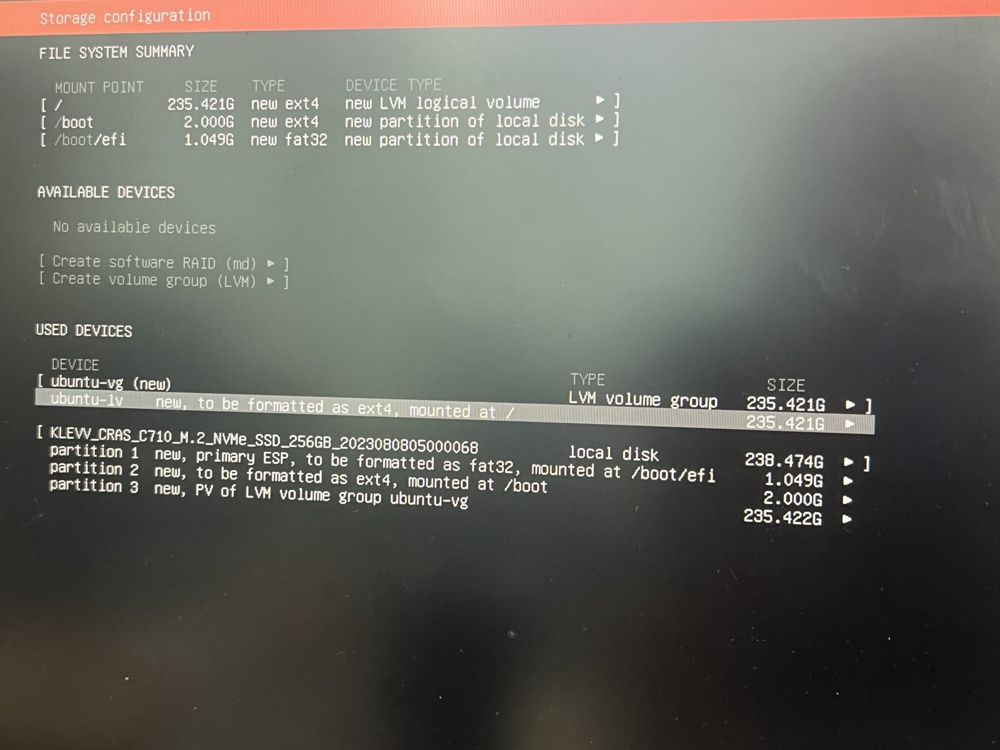 Storage configuration
FILE SYSTEM SUMMARY
MOUNT POINT SIZE TYPE DEVICE TYPE
[ / 235.421G new ext4 new LVM logical volume ▸ ]
[ /boot 2.000G new ext4 new partition of local disk ▸ ]
[ /boot/efi 1.049G new fat32 new partition of local disk ▸ ]
AVAILABLE DEVICES
No available devices
[ Create software RAID (md) ▸ ]
[ Create volume group (LVM) ▸ ]
USED DEVICES
DEVICE TYPE SIZE
[ ubuntu-vg (new) LVM volume group 235.421G ▸ ]
ubuntu-lv new, to be formatted as ext4, mounted at / 235.421G ▸
[ KLEVV_CRAS_C710_M.2_NVMe_SSD_256GB_2023080805000068 local disk 238.474G ▸ ]
partition 1 new, primary ESP, to be formatted as fat32, mounted at /boot/efi 1.049G ▸
partition 2 new, to be formatted as ext4, mounted at /boot 2.000G ▸
partition 3 new, PV of LVM volume group ubuntu-vg 235.422G ▸